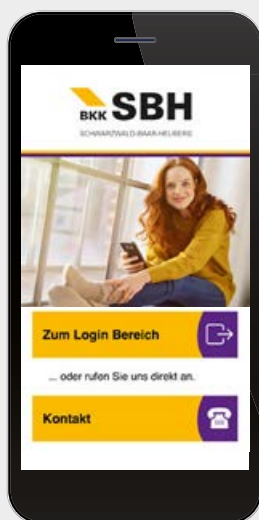 BKK SBH
SCHWARZWALD-BAAR-HEUBERG
Zum Login Bereich
... oder rufen Sie uns direkt an.
Kontakt